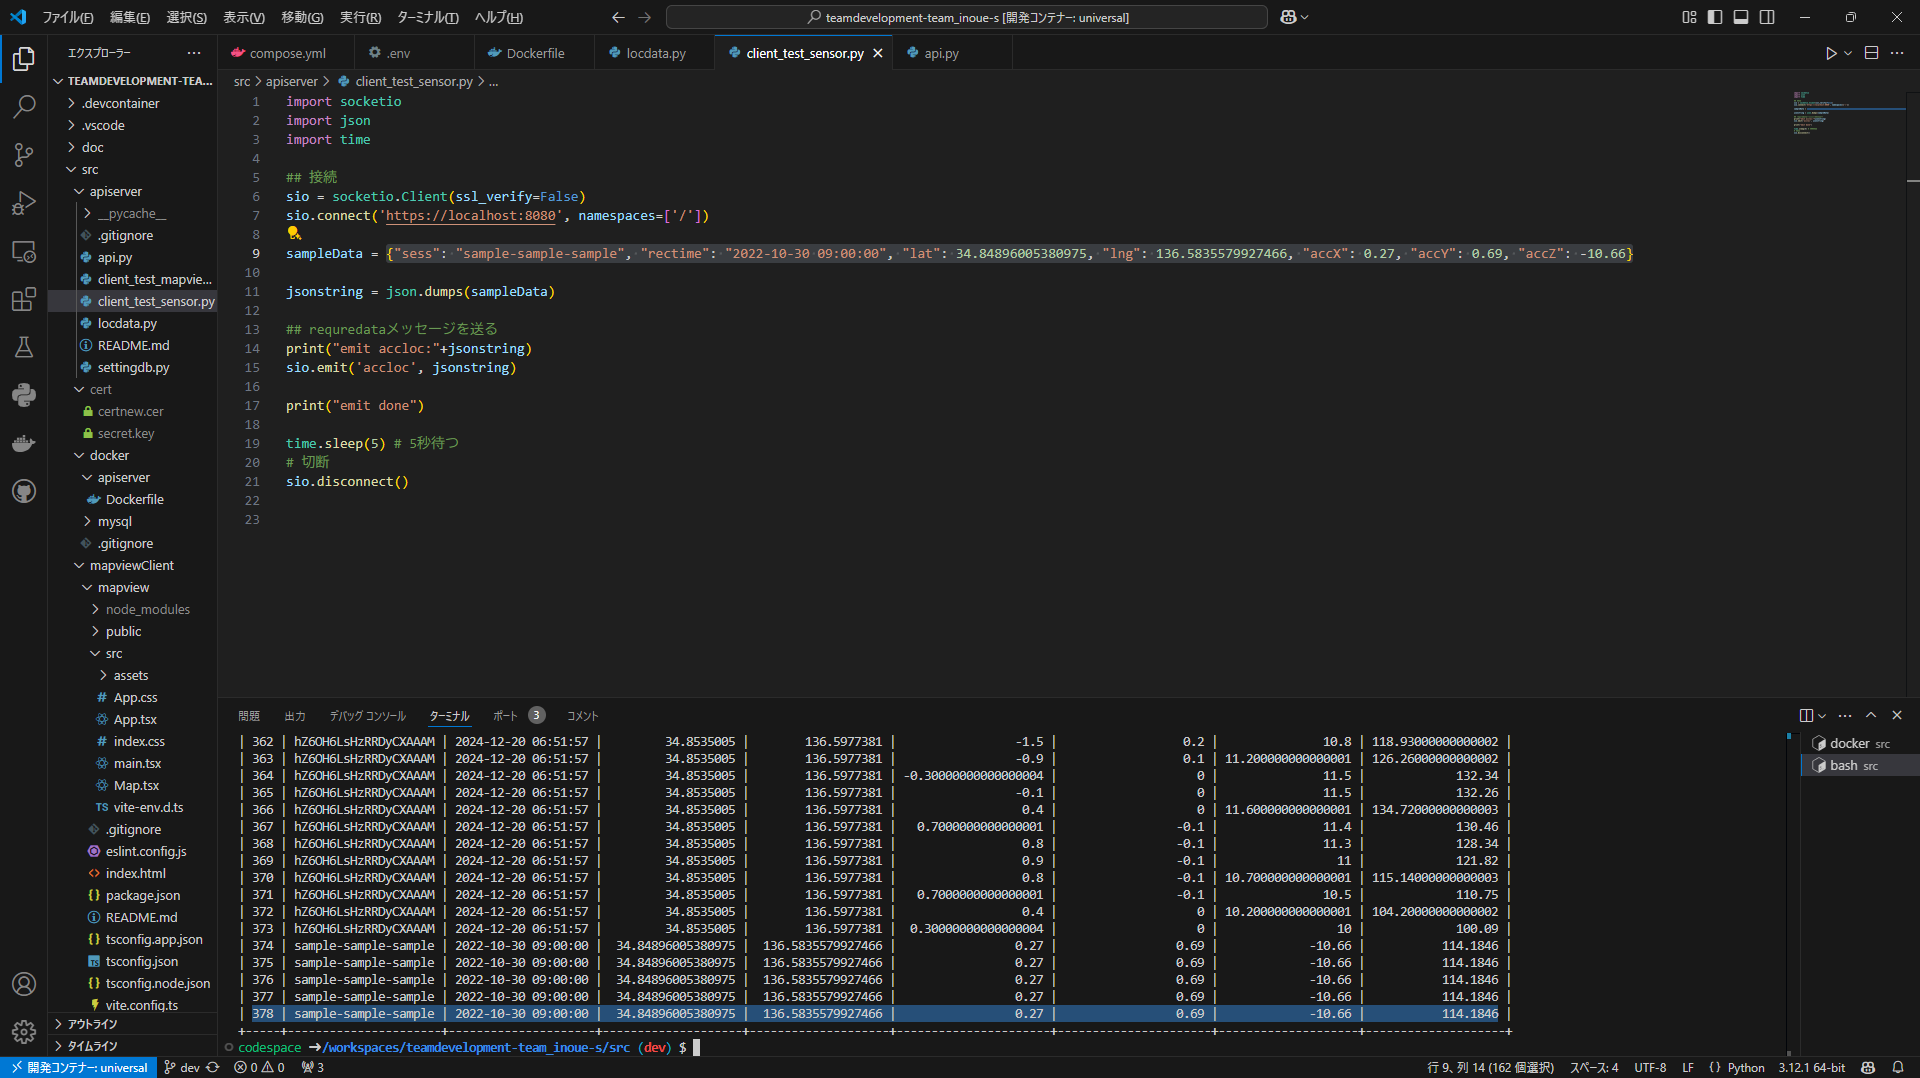 ファイル(F) 編集(E) 選択(S) 表示(V) 移動(G) 実行(R) ターミナル(T) ヘルプ(H)
teamdevelopment-team_inoue-s [開発コンテナー: universal]
エクスプローラー
compose.yml
.env
Dockerfile
locdata.py
client_test_sensor.py
api.py
TEAMDEVELOPMENT-TEA...
.devcontainer
.vscode
doc
src
apiserver
__pycache__
.gitignore
api.py
client_test_mapvie...
client_test_sensor.py
locdata.py
README.md
settingdb.py
cert
certnew.cer
secret.key
docker
apiserver
Dockerfile
mysql
.gitignore
mapviewClient
mapview
node_modules
public
src
assets
# App.css
App.tsx
# index.css
main.tsx
Map.tsx
TS vite-env.d.ts
.gitignore
eslint.config.js
<> index.html
{} package.json
README.md
{} tsconfig.app.json
TS tsconfig.json
{} tsconfig.node.json
vite.config.ts
アウトライン
タイムライン
src > apiserver > client_test_sensor.py > ...
1 import socketio
2 import json
3 import time
4
5 ## 接続
6 sio = socketio.Client(ssl_verify=False)
7 sio.connect('https://localhost:8080', namespaces=['/'])
8
9 sampleData = {"sess": "sample-sample-sample", "rectime": "2022-10-30 09:00:00", "lat": 34.84896005380975, "lng": 136.5835579927466, "accX": 0.27, "accY": 0.69, "accZ": -10.66}
10
11 jsonstring = json.dumps(sampleData)
12
13 ## requredataメッセージを送る
14 print("emit accloc:"+jsonstring)
15 sio.emit('accloc', jsonstring)
16
17 print("emit done")
18
19 time.sleep(5) # 5秒待つ
20 # 切断
21 sio.disconnect()
22
23
問題 出力 デバッグ コンソール ターミナル ポート 3 コメント
| 362 | hZ6OH6LsHzRRDyCXAAAM | 2024-12-20 06:51:57 | 34.8535005 | 136.5977381 | -1.5 | 0.2 | 10.8 | 118.93000000000002 |
| 363 | hZ6OH6LsHzRRDyCXAAAM | 2024-12-20 06:51:57 | 34.8535005 | 136.5977381 | -0.9 | 0.1 | 11.200000000000001 | 126.26000000000002 |
| 364 | hZ6OH6LsHzRRDyCXAAAM | 2024-12-20 06:51:57 | 34.8535005 | 136.5977381 | -0.30000000000000004 | 0 | 11.5 | 132.34 |
| 365 | hZ6OH6LsHzRRDyCXAAAM | 2024-12-20 06:51:57 | 34.8535005 | 136.5977381 | -0.1 | 0 | 11.5 | 132.26 |
| 366 | hZ6OH6LsHzRRDyCXAAAM | 2024-12-20 06:51:57 | 34.8535005 | 136.5977381 | 0.4 | 0 | 11.600000000000001 | 134.72000000000003 |
| 367 | hZ6OH6LsHzRRDyCXAAAM | 2024-12-20 06:51:57 | 34.8535005 | 136.5977381 | 0.7000000000000001 | -0.1 | 11.4 | 130.46 |
| 368 | hZ6OH6LsHzRRDyCXAAAM | 2024-12-20 06:51:57 | 34.8535005 | 136.5977381 | 0.8 | -0.1 | 11.3 | 128.34 |
| 369 | hZ6OH6LsHzRRDyCXAAAM | 2024-12-20 06:51:57 | 34.8535005 | 136.5977381 | 0.9 | -0.1 | 11 | 121.82 |
| 370 | hZ6OH6LsHzRRDyCXAAAM | 2024-12-20 06:51:57 | 34.8535005 | 136.5977381 | 0.8 | -0.1 | 10.700000000000001 | 115.14000000000003 |
| 371 | hZ6OH6LsHzRRDyCXAAAM | 2024-12-20 06:51:57 | 34.8535005 | 136.5977381 | 0.7000000000000001 | -0.1 | 10.5 | 110.75 |
| 372 | hZ6OH6LsHzRRDyCXAAAM | 2024-12-20 06:51:57 | 34.8535005 | 136.5977381 | 0.4 | 0 | 10.200000000000001 | 104.20000000000002 |
| 373 | hZ6OH6LsHzRRDyCXAAAM | 2024-12-20 06:51:57 | 34.8535005 | 136.5977381 | 0.30000000000000004 | 0 | 10 | 100.09 |
| 374 | sample-sample-sample | 2022-10-30 09:00:00 | 34.84896005380975 | 136.5835579927466 | 0.27 | 0.69 | -10.66 | 114.1846 |
| 375 | sample-sample-sample | 2022-10-30 09:00:00 | 34.84896005380975 | 136.5835579927466 | 0.27 | 0.69 | -10.66 | 114.1846 |
| 376 | sample-sample-sample | 2022-10-30 09:00:00 | 34.84896005380975 | 136.5835579927466 | 0.27 | 0.69 | -10.66 | 114.1846 |
| 377 | sample-sample-sample | 2022-10-30 09:00:00 | 34.84896005380975 | 136.5835579927466 | 0.27 | 0.69 | -10.66 | 114.1846 |
| 378 | sample-sample-sample | 2022-10-30 09:00:00 | 34.84896005380975 | 136.5835579927466 | 0.27 | 0.69 | -10.66 | 114.1846 |
codespace →/workspaces/teamdevelopment-team_inoue-s/src (dev) $
docker src
bash src
開発コンテナー: universal dev 0 0 3
行 9、列 14 (162 個選択) スペース: 4 UTF-8 LF {} Python 3.12.1 64-bit